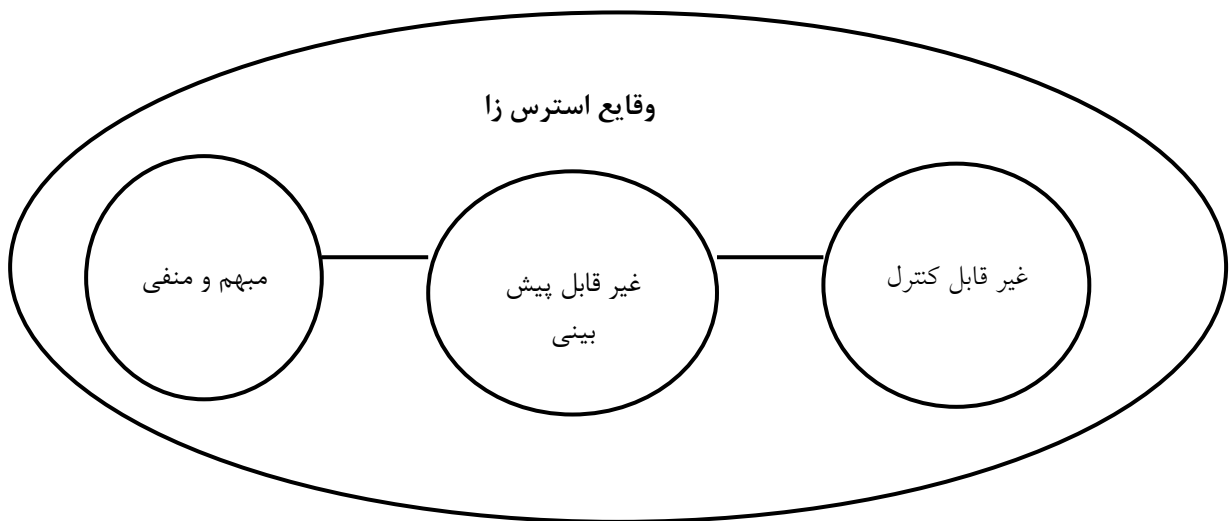 وقایع استرس زا
غیر قابل کنترل
غیر قابل پیش
بینی
مبهم و منفی